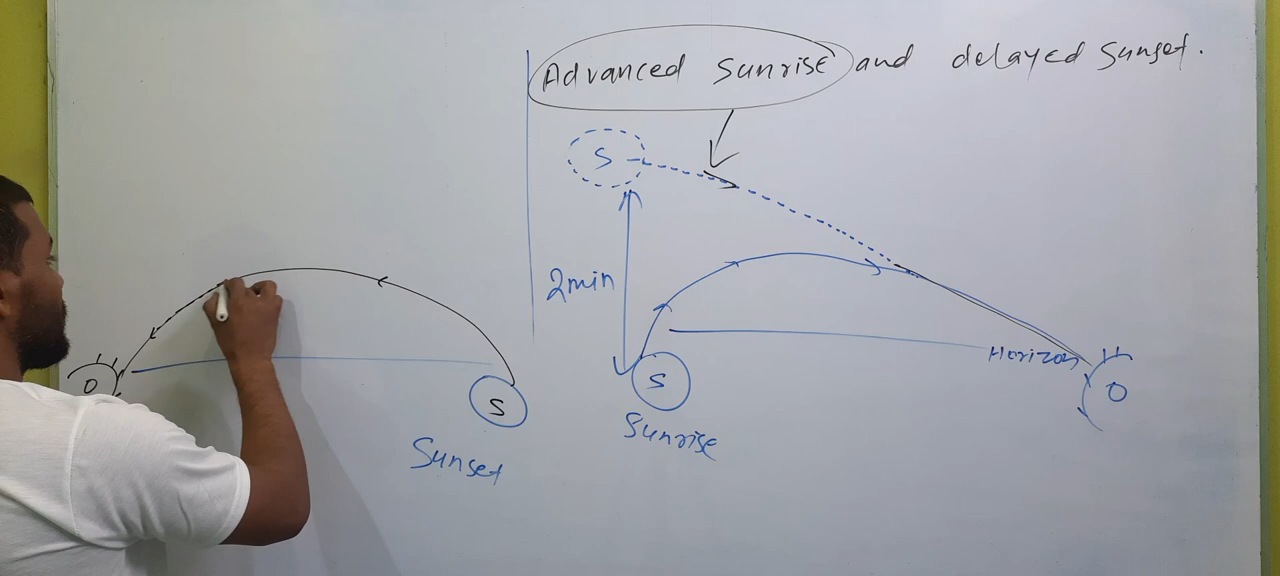 Advanced sunrise and delayed sunset.
S
2min
Horizon
O
S
O
S
Sunrise
Sunset